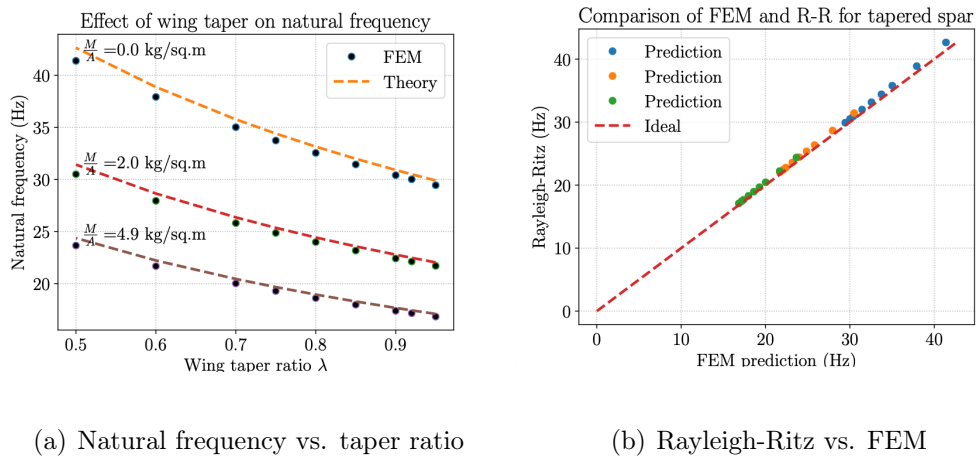 Effect of wing taper on natural frequency
M/A=0.0 kg/sq.m
M/A=2.0 kg/sq.m
M/A=4.9 kg/sq.m
FEM
Theory
Natural frequency (Hz)
40
35
30
25
20
0.5 0.6 0.7 0.8 0.9
Wing taper ratio λ
(a) Natural frequency vs. taper ratio
Comparison of FEM and R-R for tapered spar
Prediction
Prediction
Prediction
Ideal
Rayleigh-Ritz (Hz)
40
30
20
10
0
0 10 20 30 40
FEM prediction (Hz)
(b) Rayleigh-Ritz vs. FEM